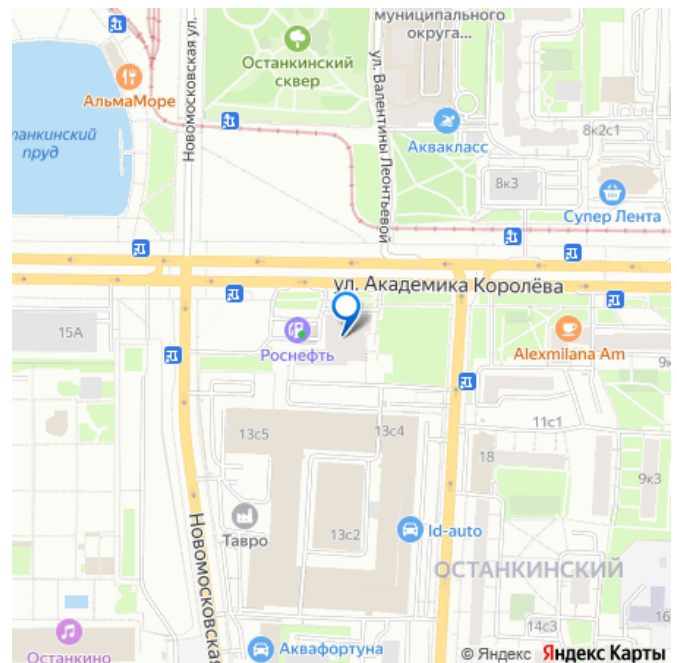 муниципального
округа...
Останкинский
сквер
Новомосковская ул.
ул. Валентины Леонтьевой
АльмаМоре
танкинский
пруд
Аквакласс
8к2с1
8к3
Супер Лента
ул. Академика Королёва
15А
Роснефть
Alexmilana Am
9к
11с1
13с5
13с4
18
9к3
Тавро
13с2
Id-auto
Новомосковская
ОСТАНКИНСКИЙ
16
14с3
Останкино
Аквафортуна
© Яндекс Яндекс Карты